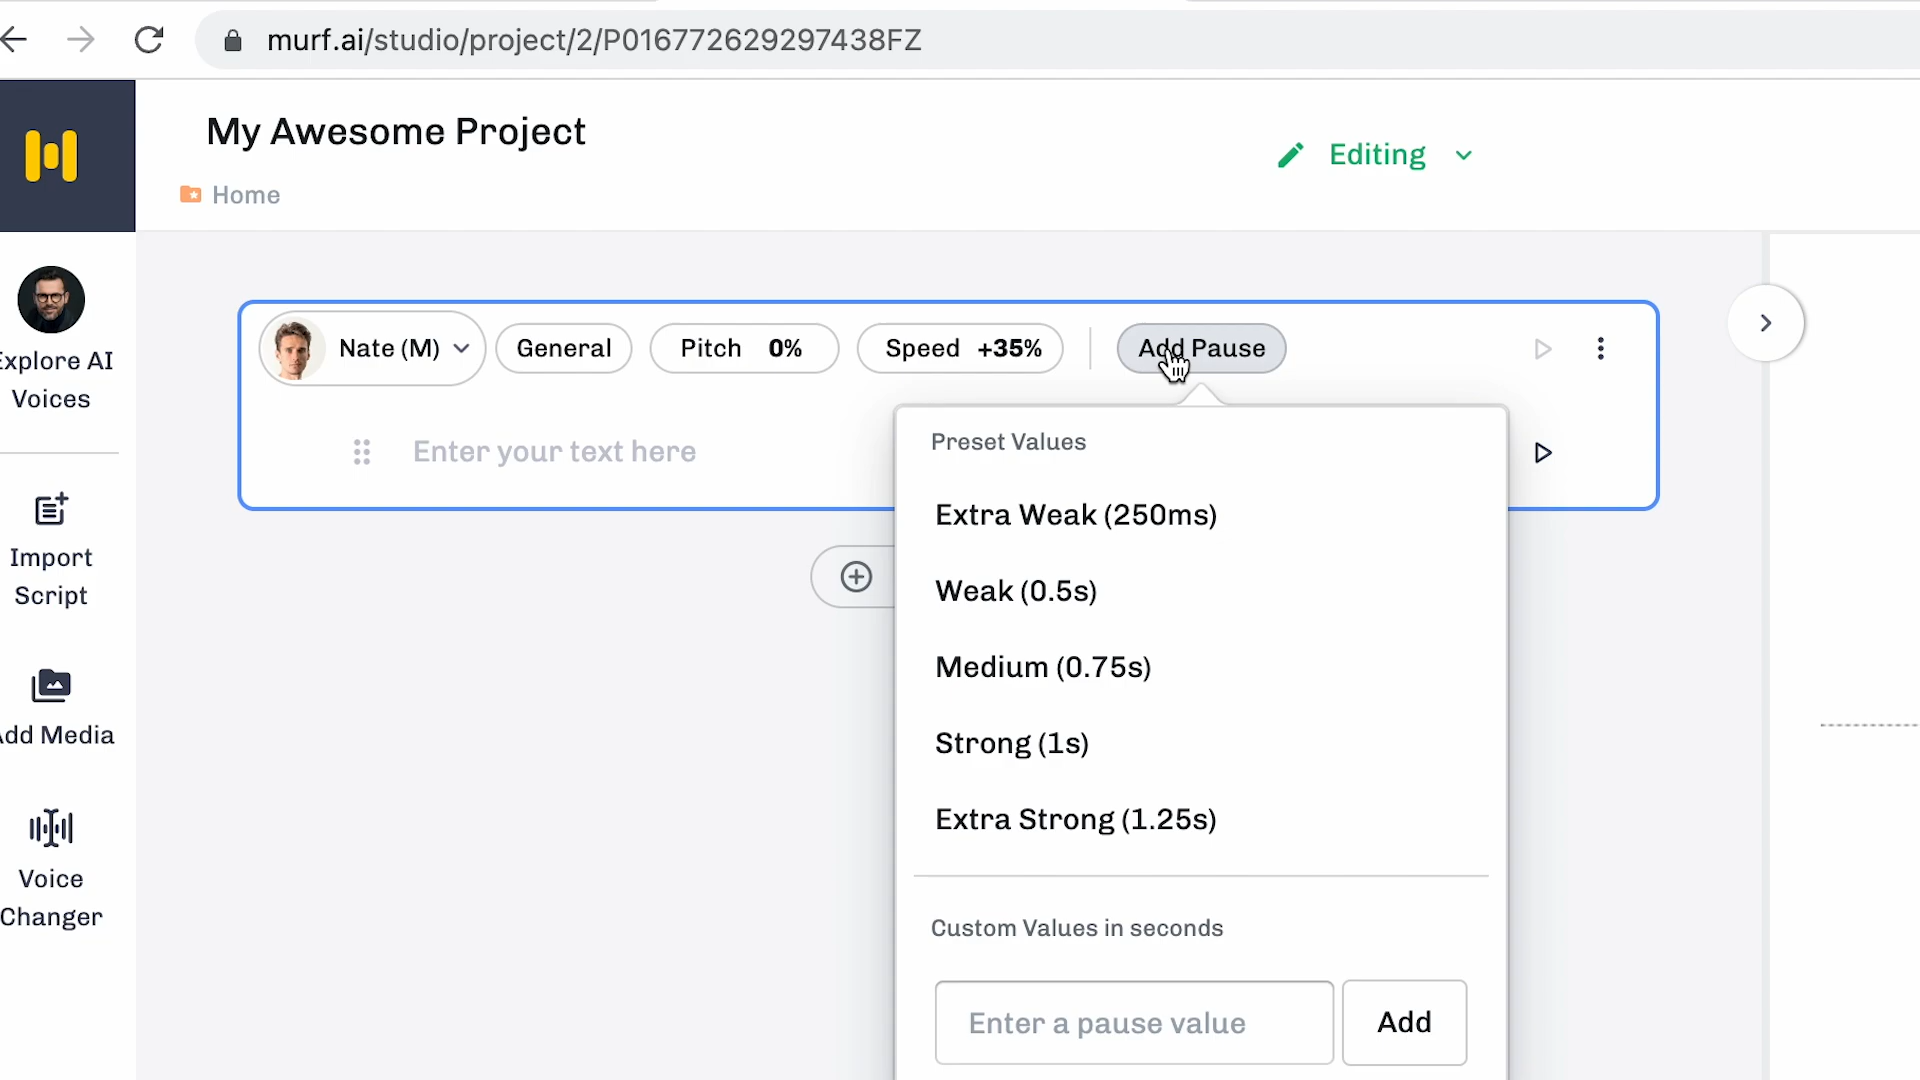 murf.ai/studio/project/2/P016772629297438FZ
My Awesome Project
Editing
Home
Explore AI
Voices
Nate (M)
General
Pitch 0%
Speed +35%
Add Pause
Enter your text here
Preset Values
Extra Weak (250ms)
Weak (0.5s)
Medium (0.75s)
Strong (1s)
Extra Strong (1.25s)
Custom Values in seconds
Enter a pause value
Add
Import
Script
Add Media
Voice
Changer